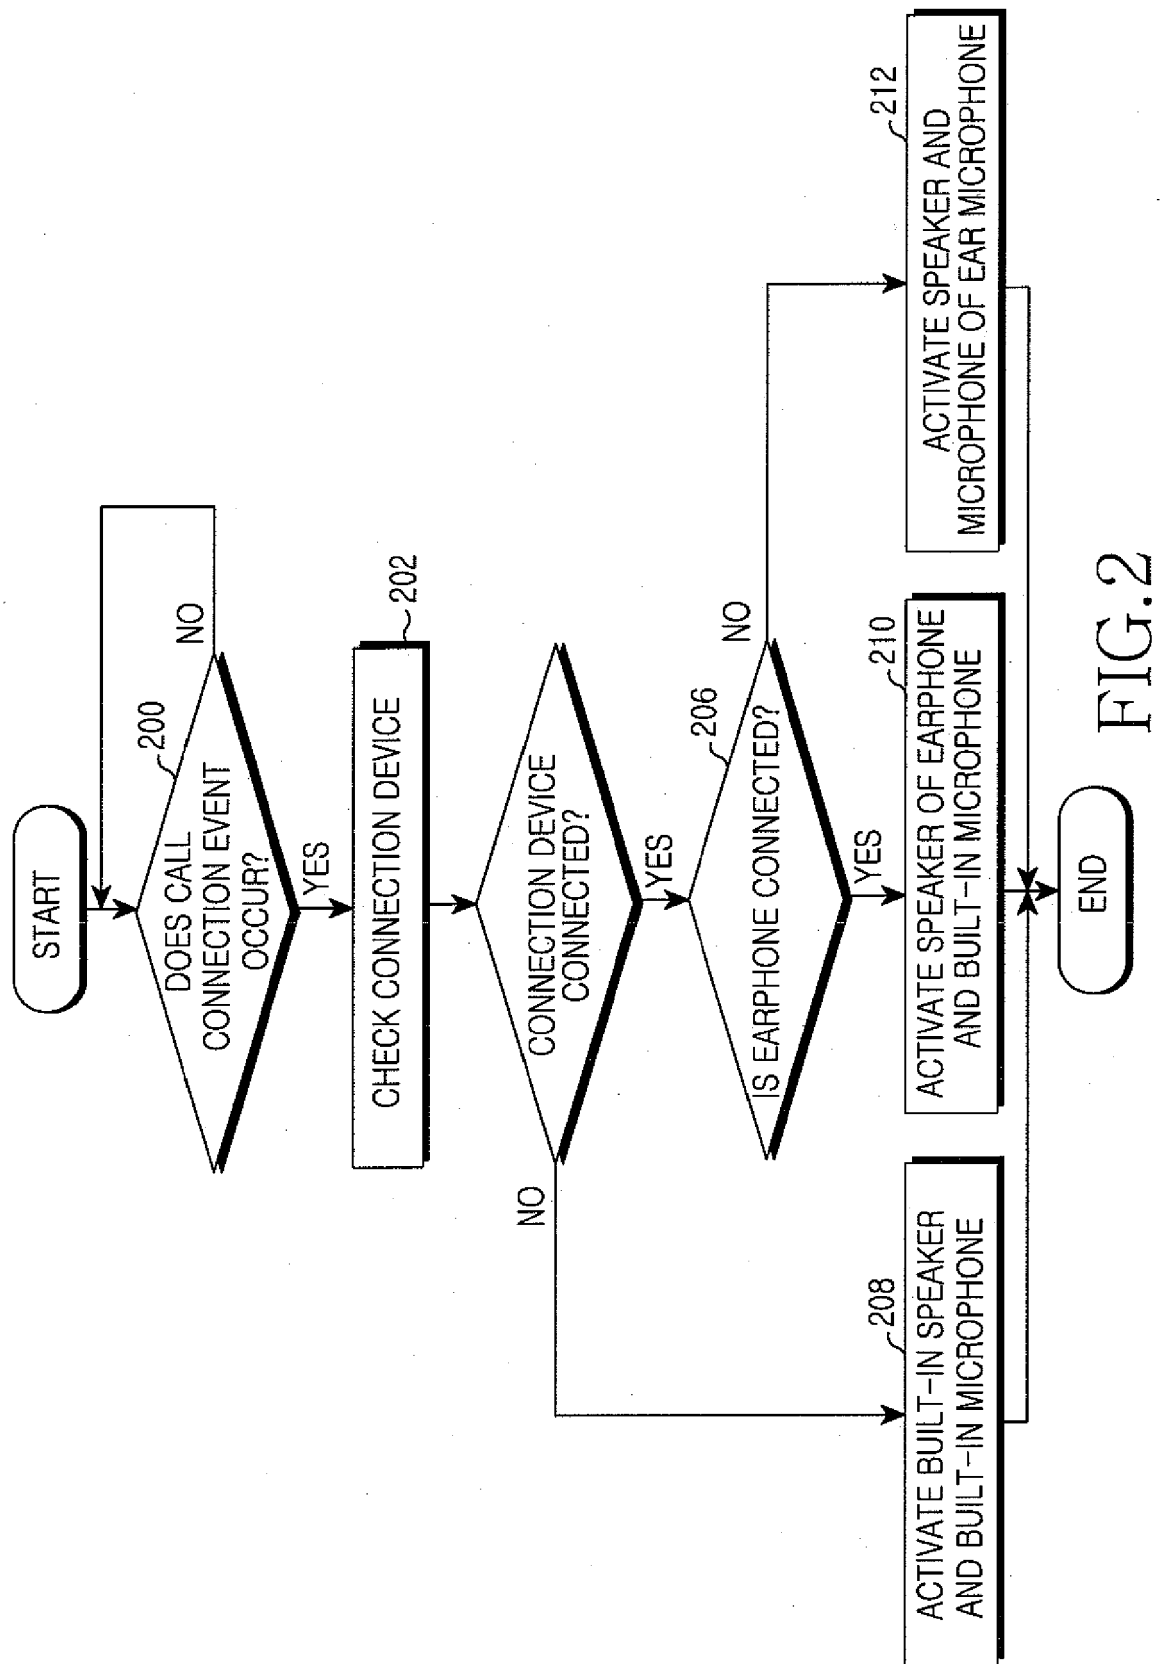 START
DOES CALL
CONNECTION EVENT
OCCUR?
200
NO
YES
CHECK CONNECTION DEVICE
202
CONNECTION DEVICE
CONNECTED?
NO
YES
IS EARPHONE CONNECTED?
206
NO
YES
208
ACTIVATE BUILT-IN SPEAKER
AND BUILT-IN MICROPHONE
210
ACTIVATE SPEAKER OF EARPHONE
AND BUILT-IN MICROPHONE
212
ACTIVATE SPEAKER AND
MICROPHONE OF EAR MICROPHONE
END
FIG.2